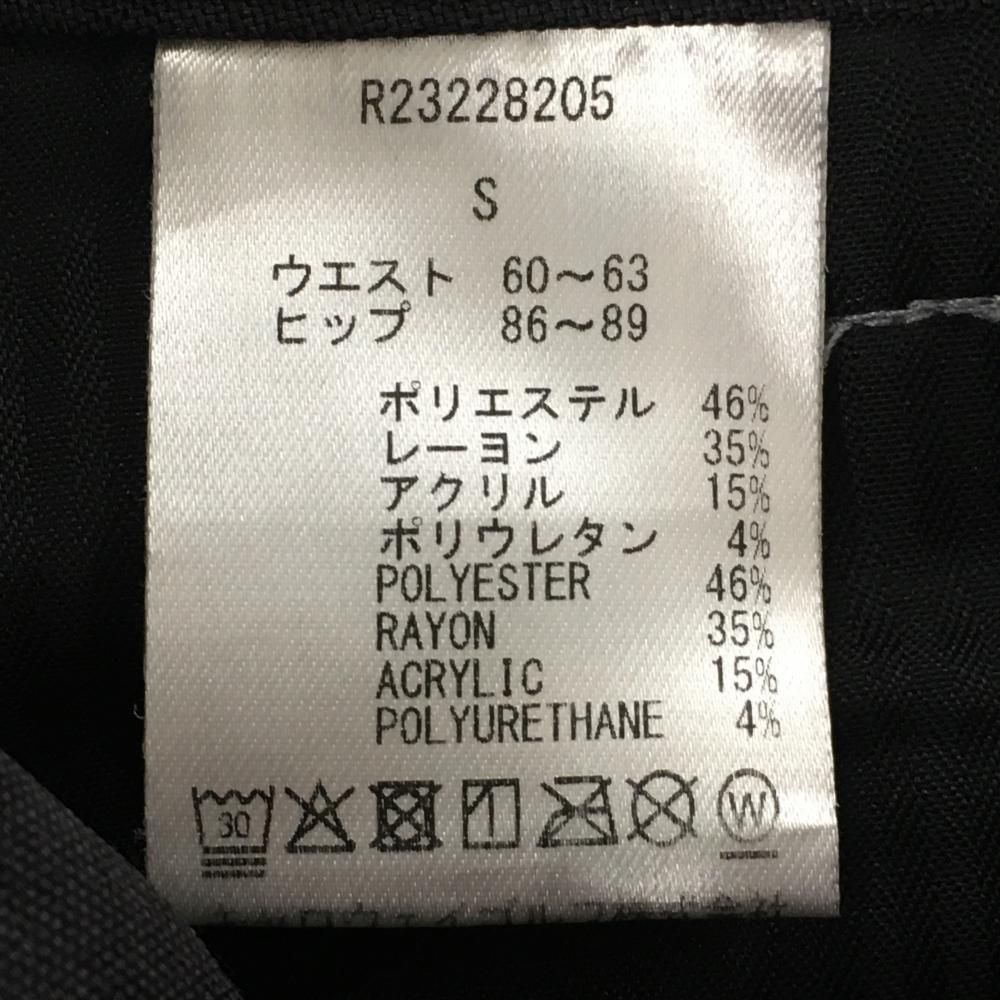 R23228205
S
ウエスト 60〜63
ヒップ 86〜89
ポリエステル 46%
レーヨン 35%
アクリル 15%
ポリウレタン 4%
POLYESTER 46%
RAYON 35%
ACRYLIC 15%
POLYURETHANE 4%
30 W